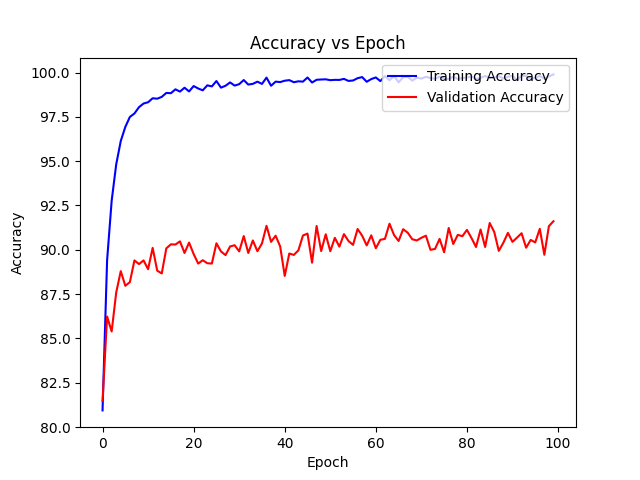 Accuracy vs Epoch
100.0
97.5
95.0
92.5
90.0
87.5
85.0
82.5
80.0
Accuracy
Training Accuracy
Validation Accuracy
0 20 40 60 80 100
Epoch